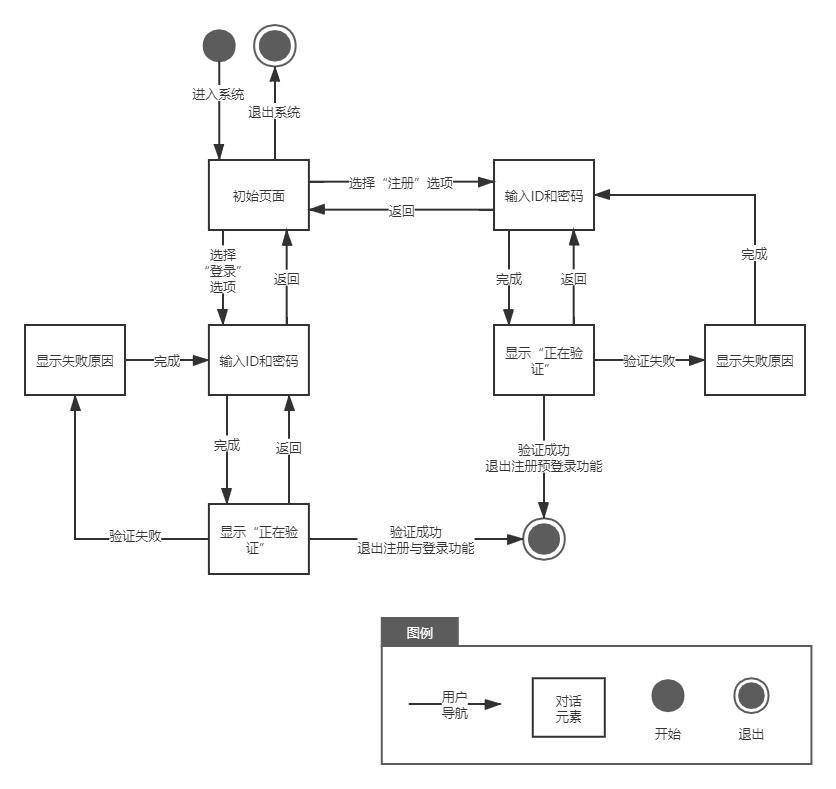 进入系统
退出系统
初始页面
选择“注册”选项
返回
输入ID和密码
选择
“登录”
选项
返回
完成
返回
完成
显示失败原因
完成
输入ID和密码
显示“正在验
证”
验证失败
显示失败原因
完成
返回
验证成功
退出注册预登录功能
验证失败
显示“正在验
证”
验证成功
退出注册与登录功能
图例
用户
导航
对话
元素
开始
退出